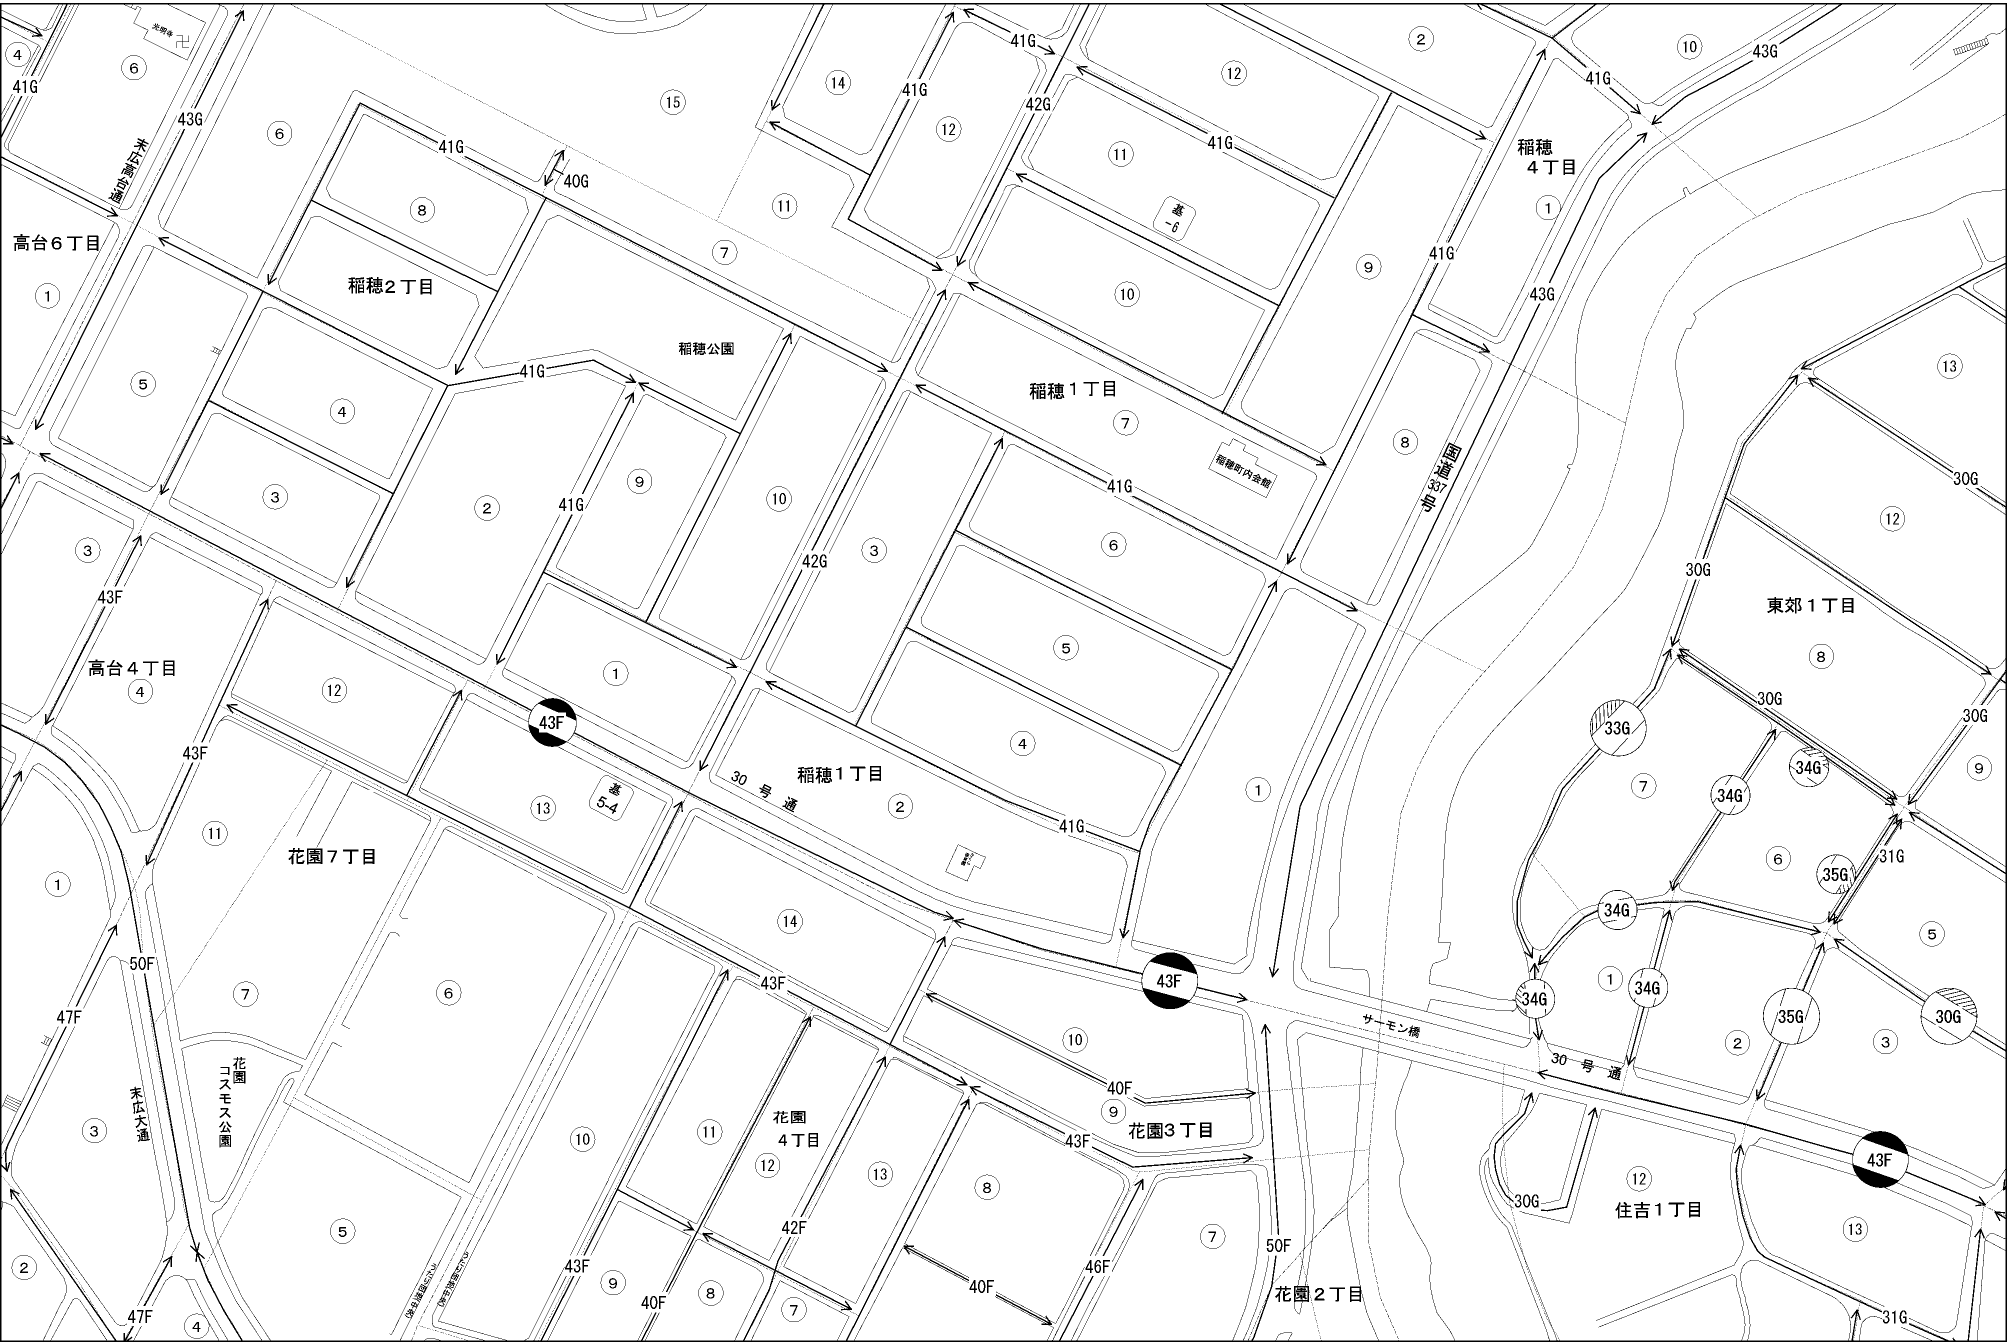 光明寺
卍
④
⑥
41G
43G
末広高台通
⑥
41G
⑧
40G
⑮
⑭
41G
41G
⑫
42G
⑫
②
⑩
43G
41G
⑪
41G
稲穂
4丁目
①
基
-6
⑪
⑦
⑨
41G
43G
⑩
高台6丁目
①
稲穂2丁目
稲穂公園
⑤
④
41G
③
②
41G
⑨
⑩
42G
③
稲穂1丁目
⑦
稲穂町内会館
41G
⑧
国道337号
⑥
⑤
④
①
⑬
30G
⑫
30G
東郊1丁目
⑧
30G
30G
⑨
③
43F
高台4丁目
④
⑫
43F
①
43F
⑬
基
5-4
30号通
稲穂1丁目
②
41G
33G
⑦
34G
34G
⑥
35G
31G
⑤
34G
①
34G
34G
35G
②
30G
③
①
50F
⑪
花園7丁目
⑥
⑦
47F
花園
コスモス公園
末広大通
③
⑭
43F
43F
サーモン橋
30号通
⑩
40F
⑨
花園3丁目
43F
⑩
⑪
花園
4丁目
⑫
⑬
⑧
43F
⑫
住吉1丁目
30G
⑬
②
47F
④
⑤
43F
⑨
40F
⑧
42F
⑦
40F
46F
⑦
50F
花園2丁目
31G